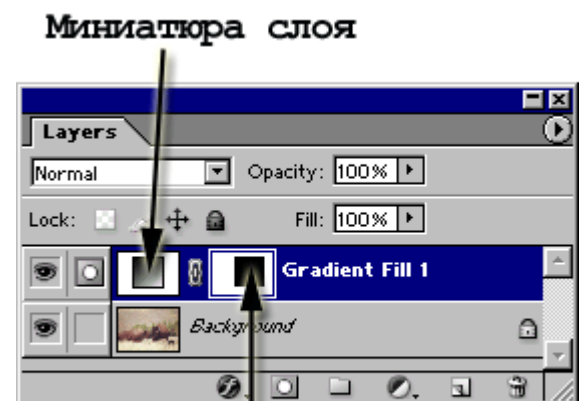 Миниатюра слоя
Layers
Normal Opacity: 100%
Lock: Fill: 100%
Gradient Fill 1
Background